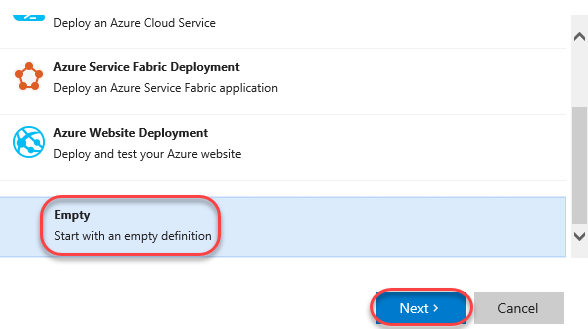 Deploy an Azure Cloud Service
Azure Service Fabric Deployment
Deploy an Azure Service Fabric application
Azure Website Deployment
Deploy and test your Azure website
Empty
Start with an empty definition
Next >
Cancel